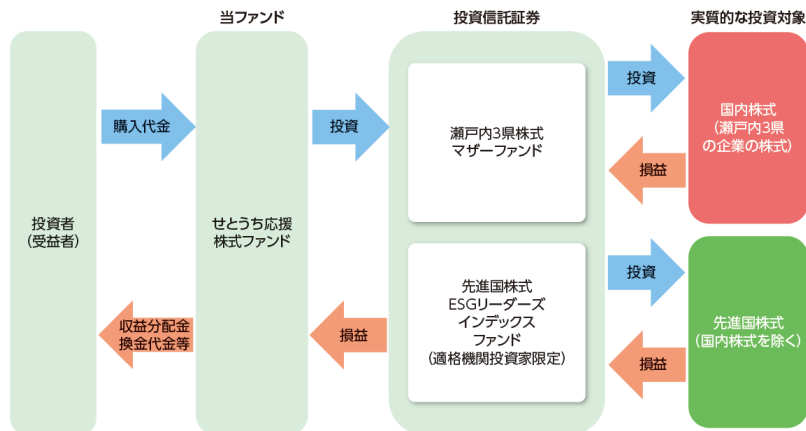 当ファンド
投資信託証券
実質的な投資対象
投資者
(受益者)
購入代金
収益分配金
換金代金等
せとうち応援
株式ファンド
投資
損益
瀬戸内3県株式
マザーファンド
先進国株式
ESGリーダーズ
インデックス
ファンド
(適格機関投資家限定)
投資
損益
国内株式
(瀬戸内3県
の企業の株式)
投資
損益
先進国株式
(国内株式を除く)